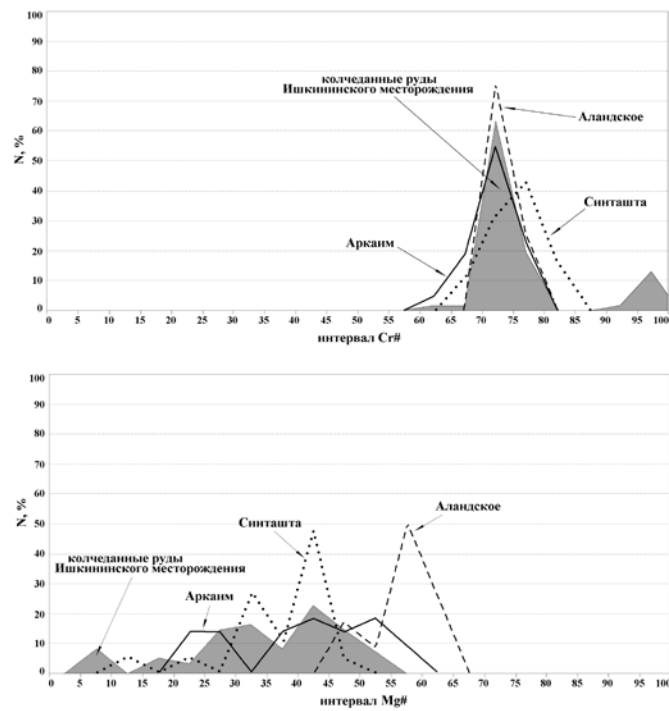 100
90
80
70
60
50
40
30
20
10
0
N, %
колчеданные руды
Ишкининского месторождения
Аландское
Синташта
Аркаим
0 5 10 15 20 25 30 35 40 45 50 55 60 65 70 75 80 85 90 95 100
интервал Cr#
100
90
80
70
60
50
40
30
20
10
0
N, %
Аландское
Синташта
колчеданные руды
Ишкининского месторождения
Аркаим
0 5 10 15 20 25 30 35 40 45 50 55 60 65 70 75 80 85 90 95 100
интервал Mg#